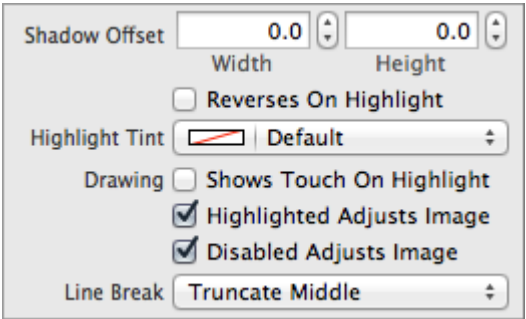 Shadow Offset 0.0 0.0
Width Height
Reverses On Highlight
Highlight Tint Default
Drawing Shows Touch On Highlight
Highlighted Adjusts Image
Disabled Adjusts Image
Line Break Truncate Middle